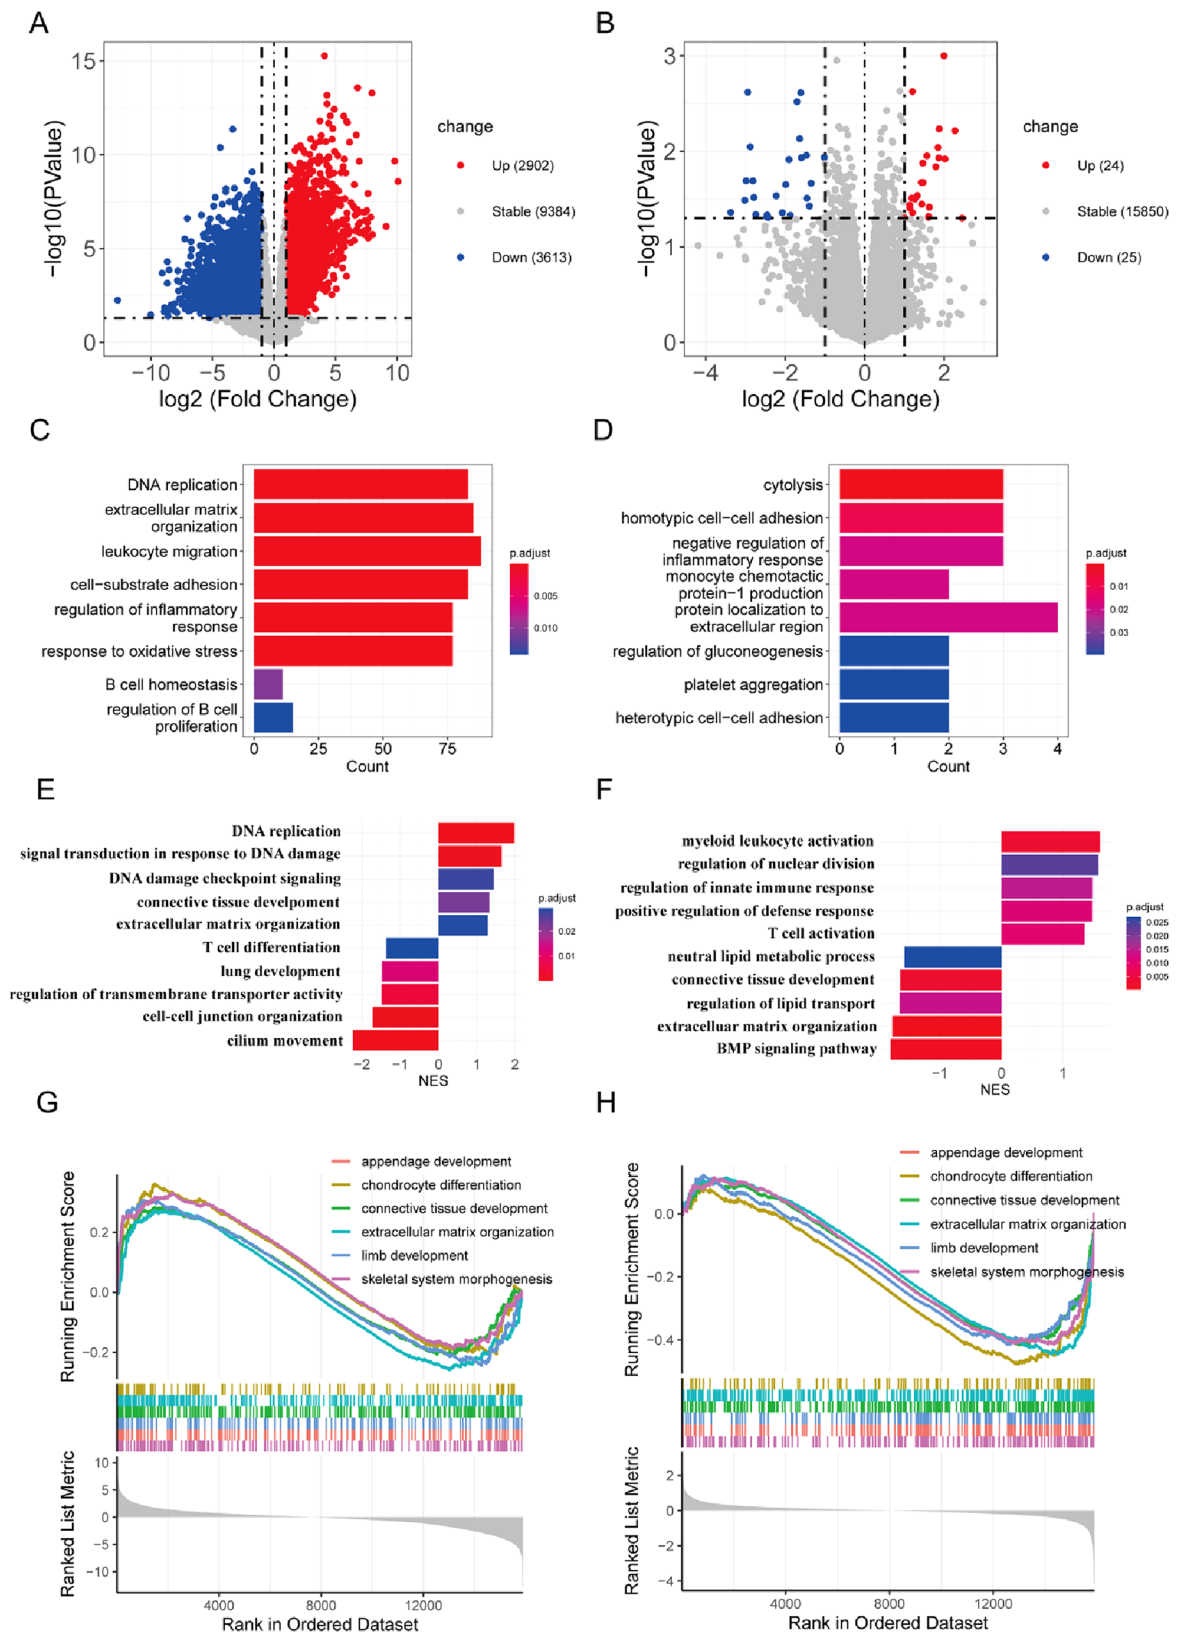 A
15
10
5
0
−10
−5
0
5
10
−log10(PValue)
log2 (Fold Change)
change
Up (2902)
Stable (9384)
Down (3613)
B
3
2
1
0
−4
−2
0
2
−log10(PValue)
log2 (Fold Change)
change
Up (24)
Stable (15850)
Down (25)
C
DNA replication
extracellular matrix
organization
leukocyte migration
cell−substrate adhesion
regulation of inflammatory
response
response to oxidative stress
B cell homeostasis
regulation of B cell
proliferation
0
25
50
75
Count
p.adjust
0.005
0.010
D
cytolysis
homotypic cell−cell adhesion
negative regulation of
inflammatory response
monocyte chemotactic
protein−1 production
protein localization to
extracellular region
regulation of gluconeogenesis
platelet aggregation
heterotypic cell−cell adhesion
0
1
2
3
4
Count
p.adjust
0.01
0.02
0.03
E
DNA replication
signal transduction in response to DNA damage
DNA damage checkpoint signaling
connective tissue development
extracellular matrix organization
T cell differentiation
lung development
regulation of transmembrane transporter activity
cell-cell junction organization
cilium movement
−2
−1
0
1
2
NES
p.adjust
0.02
0.01
F
myeloid leukocyte activation
regulation of nuclear division
regulation of innate immune response
positive regulation of defense response
T cell activation
neutral lipid metabolic process
connective tissue development
regulation of lipid transport
extracelluar matrix organization
BMP signaling pathway
−1
0
1
NES
p.adjust
0.025
0.020
0.015
0.010
0.005
G
appendage development
chondrocyte differentiation
connective tissue development
extracellular matrix organization
limb development
skeletal system morphogenesis
Running Enrichment Score
0.2
0.0
−0.2
Ranked List Metric
10
5
0
−5
−10
4000
8000
12000
Rank in Ordered Dataset
H
appendage development
chondrocyte differentiation
connective tissue development
extracellular matrix organization
limb development
skeletal system morphogenesis
Running Enrichment Score
0.0
−0.2
−0.4
Ranked List Metric
2
0
−2
−4
4000
8000
12000
Rank in Ordered Dataset